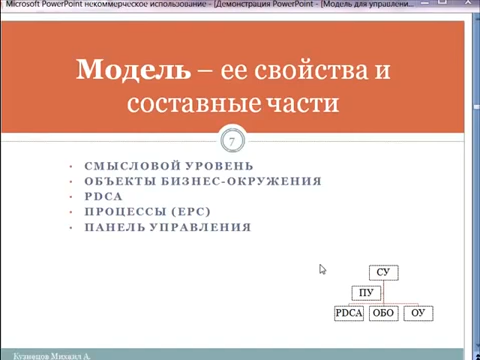 Microsoft PowerPoint некоммерческое использование - [Демонстрация PowerPoint - [Модель для управлени...
Модель – ее свойства и
составные части
7
• СМЫСЛОВОЙ УРОВЕНЬ
• ОБЪЕКТЫ БИЗНЕС-ОКРУЖЕНИЯ
• PDCA
• ПРОЦЕССЫ (EPC)
• ПАНЕЛЬ УПРАВЛЕНИЯ
СУ
ПУ
PDCA ОБО ОУ
Кузнецов Михаил А.